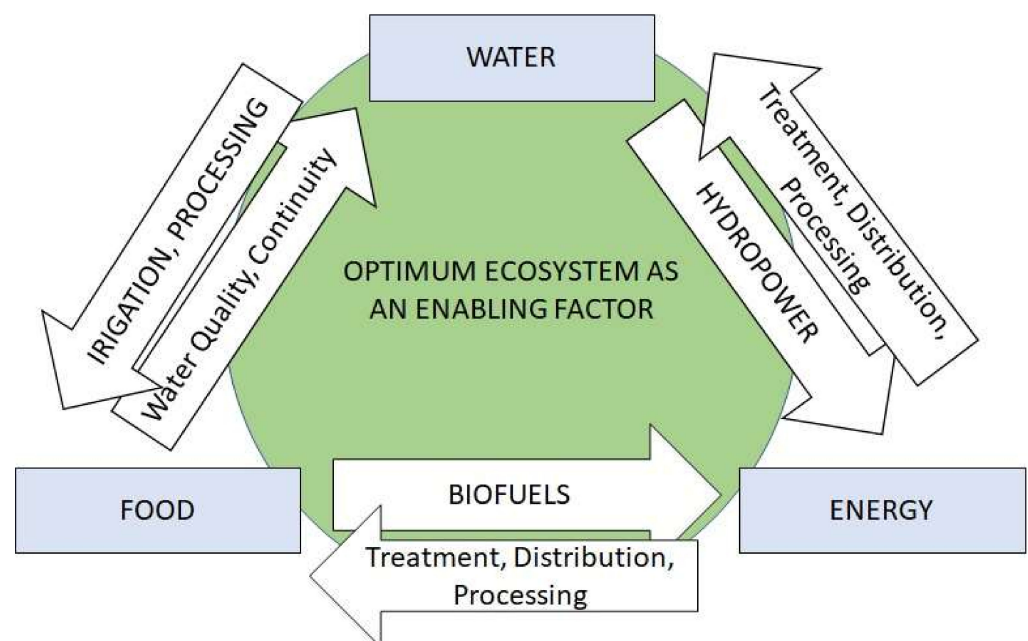 WATER
IRIGATION, PROCESSING
Water Quality, Continuity
HYDROPOWER
Treatment, Distribution,
Processing
OPTIMUM ECOSYSTEM AS
AN ENABLING FACTOR
FOOD
BIOFUELS
ENERGY
Treatment, Distribution,
Processing